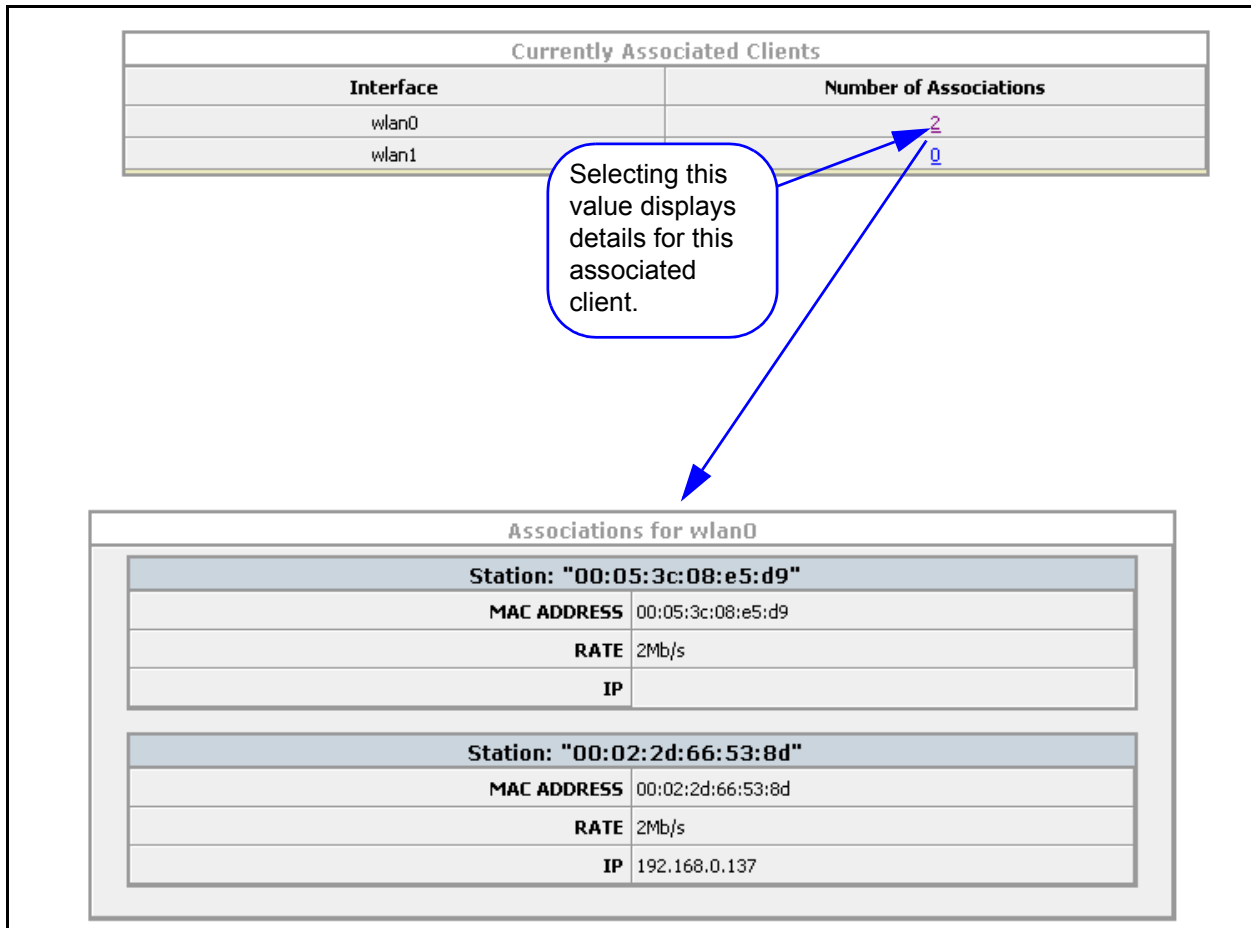 Currently Associated Clients
Interface Number of Associations
wlan0 2
wlan1 0
Selecting this
value displays
details for this
associated
client.
Associations for wlan0
Station: "00:05:3c:08:e5:d9"
MAC ADDRESS 00:05:3c:08:e5:d9
RATE 2Mb/s
IP
Station: "00:02:2d:66:53:8d"
MAC ADDRESS 00:02:2d:66:53:8d
RATE 2Mb/s
IP 192.168.0.137